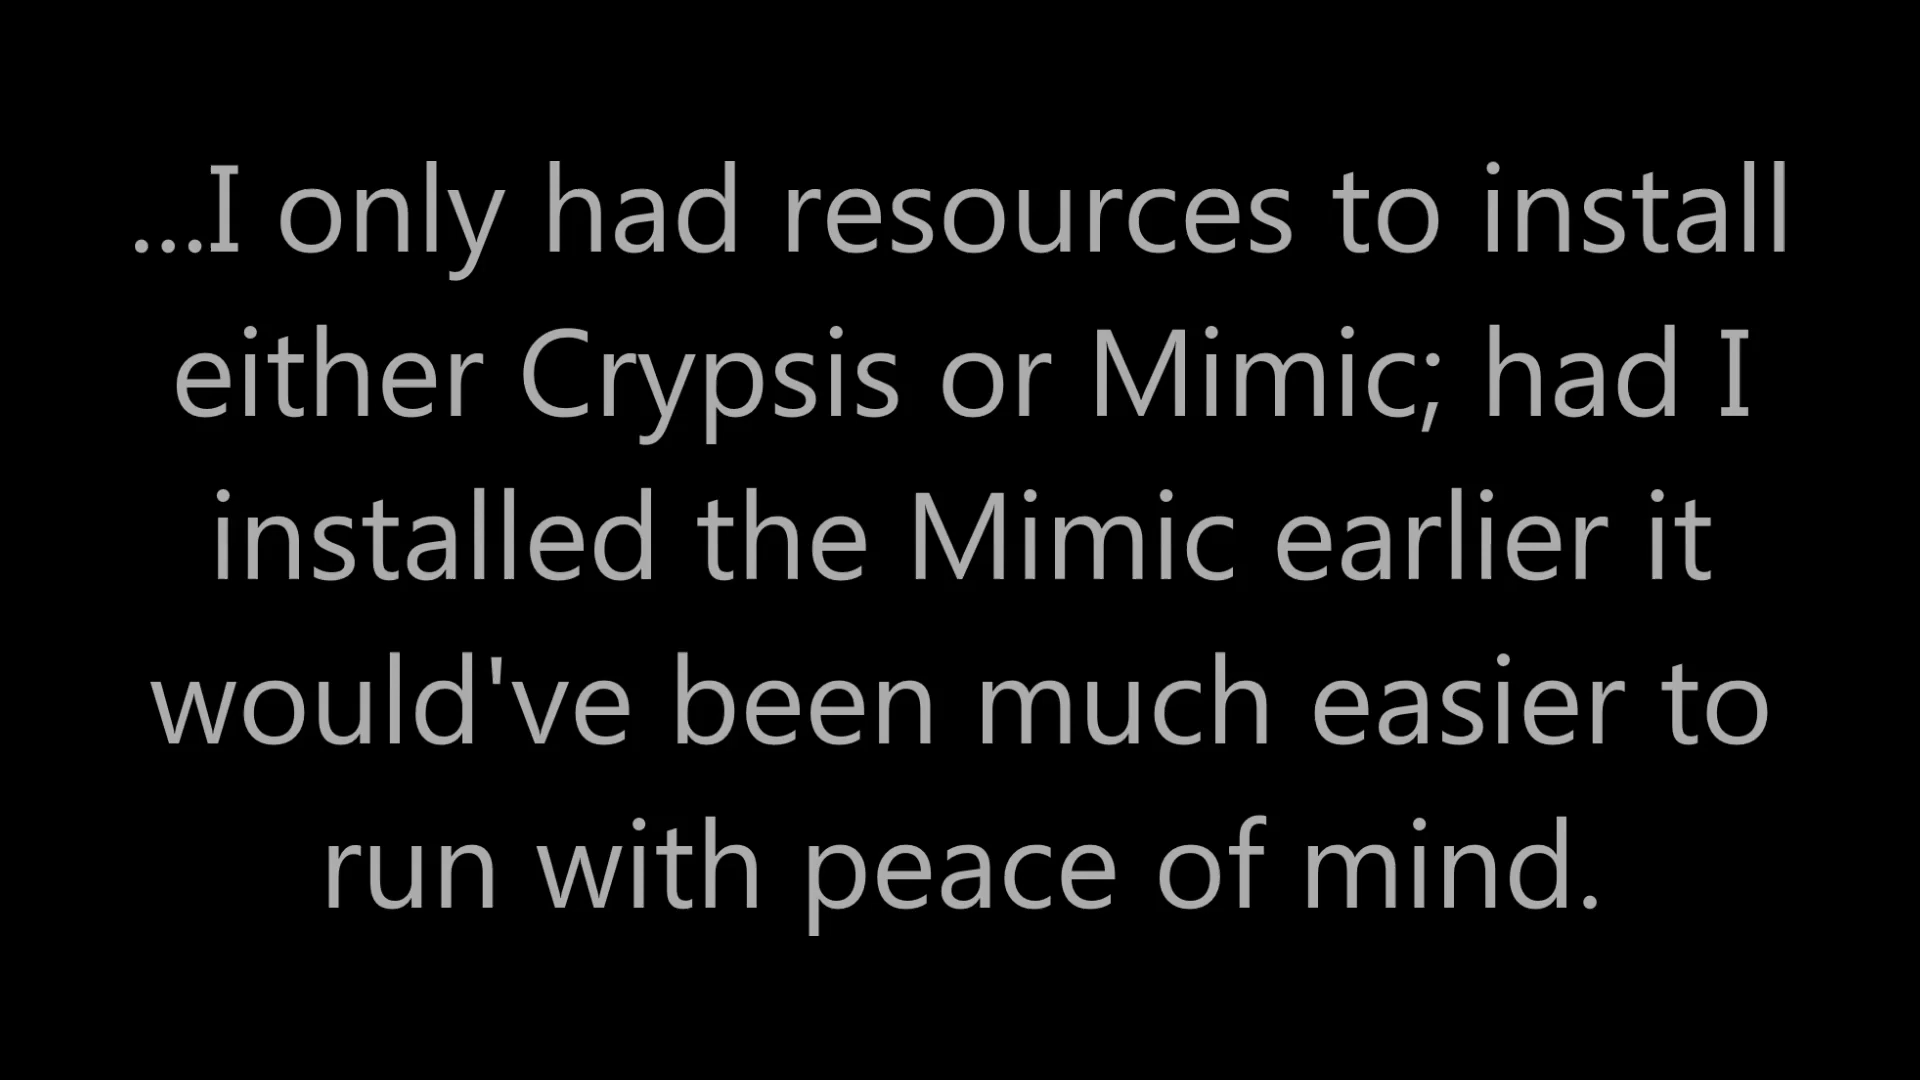 ...I only had resources to install
either Crypsis or Mimic; had I
installed the Mimic earlier it
would've been much easier to
run with peace of mind.